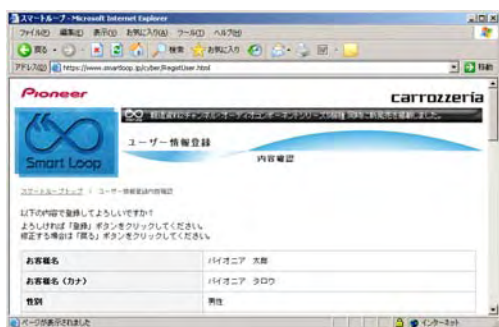 スマートループ - Microsoft Internet Explorer
ファイル(F) 編集(E) 表示(V) お気に入り(A) ツール(T) ヘルプ(H)
戻る 検索 お気に入り
アドレス(D) https://www.smartloop.jp/cyber/RegistUser.html 移動
Pioneer
carrozzeria
Smart Loop
ユーザー情報登録
内容確認
スマートループトップ | ユーザー情報登録内容確認
以下の内容で登録してよろしいですか?
よろしければ「登録」ボタンをクリックしてください。
修正する場合は「戻る」ボタンをクリックしてください。
お客様名 パイオニア 太郎
お客様名(カナ) パイオニア タロウ
性別 男性
ページが表示されました インターネット